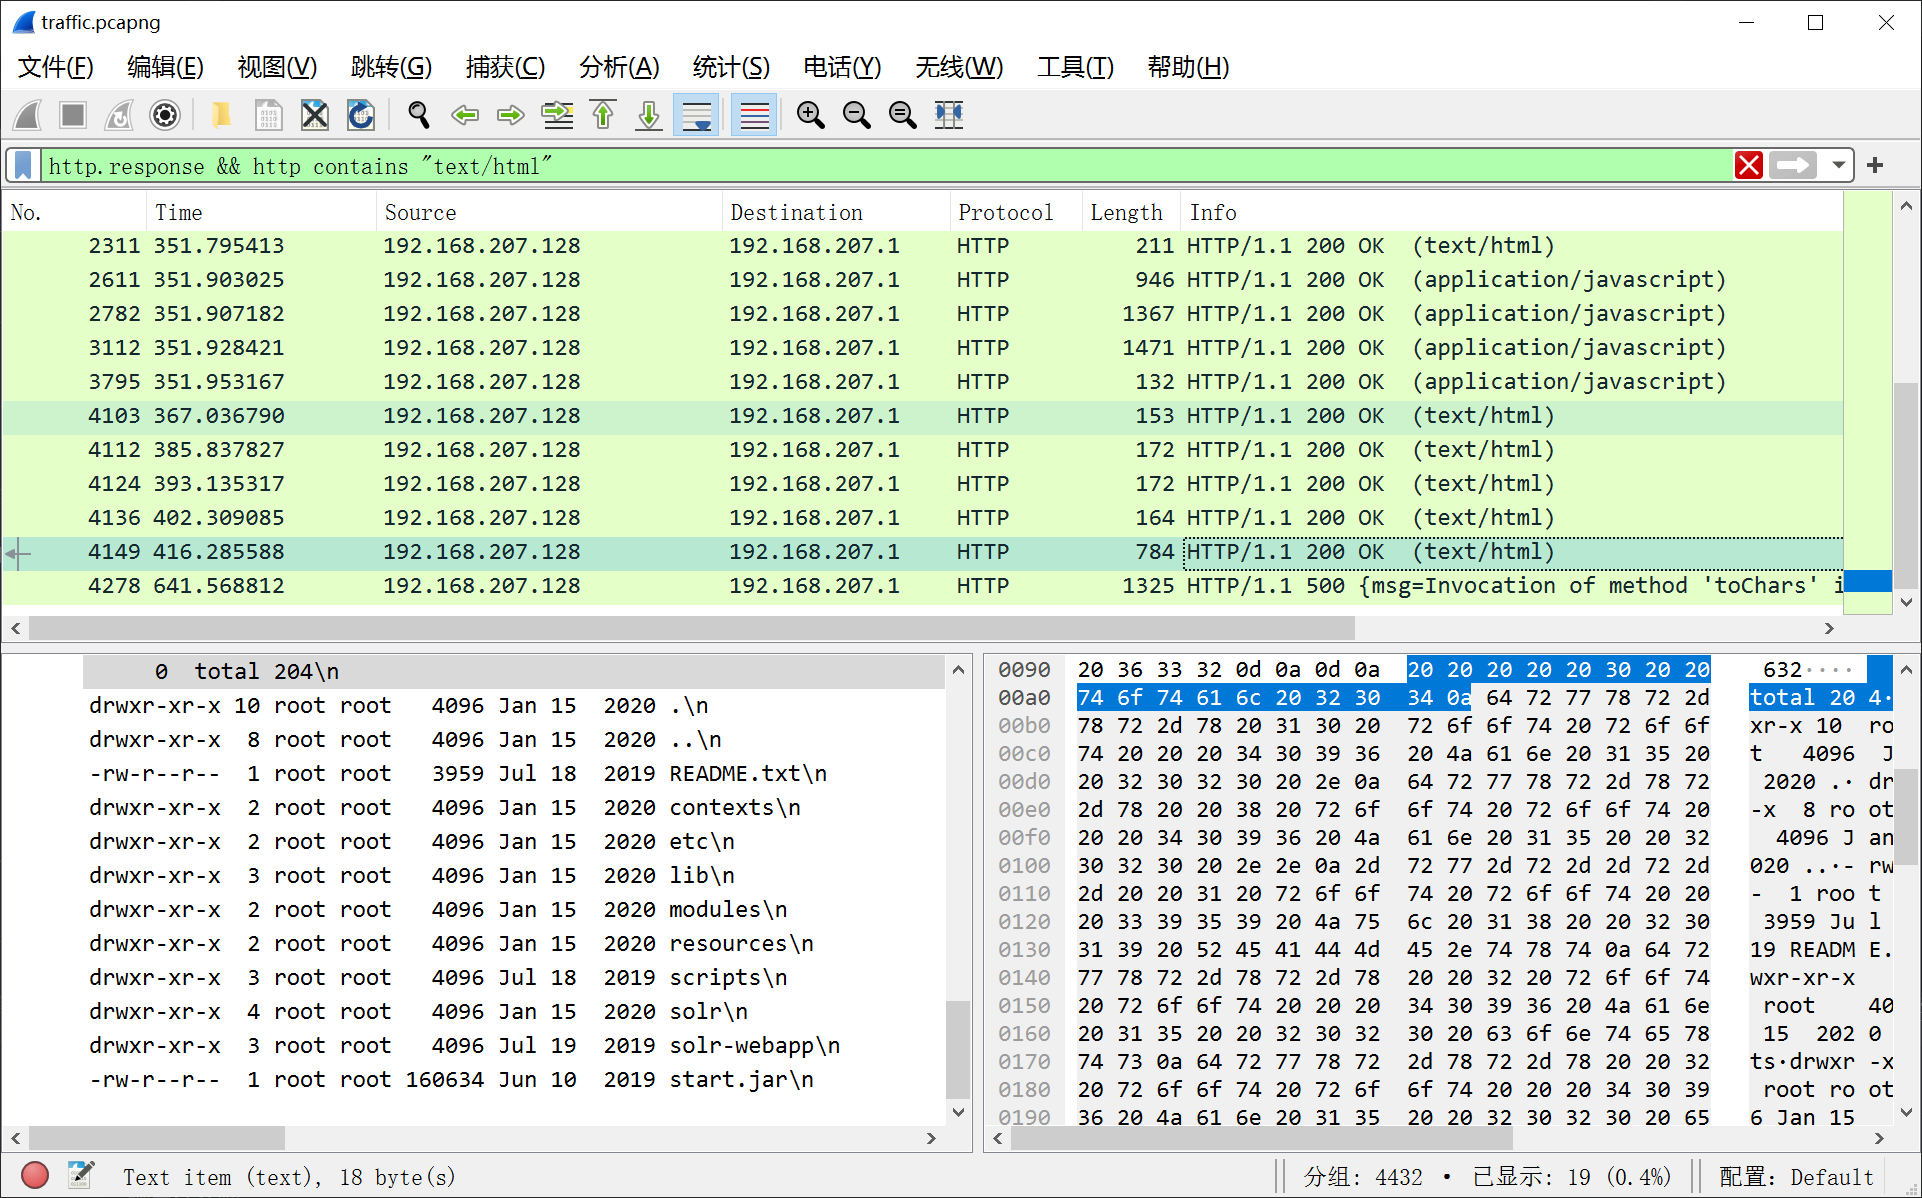 traffic.pcapng
文件(F) 编辑(E) 视图(V) 跳转(G) 捕获(C) 分析(A) 统计(S) 电话(Y) 无线(W) 工具(T) 帮助(H)
http.response && http contains "text/html"
No. Time Source Destination Protocol Length Info
2311 351.795413 192.168.207.128 192.168.207.1 HTTP 211 HTTP/1.1 200 OK (text/html)
2611 351.903025 192.168.207.128 192.168.207.1 HTTP 946 HTTP/1.1 200 OK (application/javascript)
2782 351.907182 192.168.207.128 192.168.207.1 HTTP 1367 HTTP/1.1 200 OK (application/javascript)
3112 351.928421 192.168.207.128 192.168.207.1 HTTP 1471 HTTP/1.1 200 OK (application/javascript)
3795 351.953167 192.168.207.128 192.168.207.1 HTTP 132 HTTP/1.1 200 OK (application/javascript)
4103 367.036790 192.168.207.128 192.168.207.1 HTTP 153 HTTP/1.1 200 OK (text/html)
4112 385.837827 192.168.207.128 192.168.207.1 HTTP 172 HTTP/1.1 200 OK (text/html)
4124 393.135317 192.168.207.128 192.168.207.1 HTTP 172 HTTP/1.1 200 OK (text/html)
4136 402.309085 192.168.207.128 192.168.207.1 HTTP 164 HTTP/1.1 200 OK (text/html)
4149 416.285588 192.168.207.128 192.168.207.1 HTTP 784 HTTP/1.1 200 OK (text/html)
4278 641.568812 192.168.207.128 192.168.207.1 HTTP 1325 HTTP/1.1 500 {msg=Invocation of method 'toChars' i
0 total 204\n
drwxr-xr-x 10 root root 4096 Jan 15 2020 .\n
drwxr-xr-x 8 root root 4096 Jan 15 2020 ..\n
-rw-r--r-- 1 root root 3959 Jul 18 2019 README.txt\n
drwxr-xr-x 2 root root 4096 Jan 15 2020 contexts\n
drwxr-xr-x 2 root root 4096 Jan 15 2020 etc\n
drwxr-xr-x 3 root root 4096 Jan 15 2020 lib\n
drwxr-xr-x 2 root root 4096 Jan 15 2020 modules\n
drwxr-xr-x 2 root root 4096 Jan 15 2020 resources\n
drwxr-xr-x 3 root root 4096 Jul 18 2019 scripts\n
drwxr-xr-x 4 root root 4096 Jan 15 2020 solr\n
drwxr-xr-x 3 root root 4096 Jul 19 2019 solr-webapp\n
-rw-r--r-- 1 root root 160634 Jun 10 2019 start.jar\n
0090 20 36 33 32 0d 0a 0d 0a 20 20 20 20 20 30 20 20 632····
00a0 74 6f 74 61 6c 20 32 30 34 0a 64 72 77 78 72 2d total 20 4·
00b0 78 72 2d 78 20 31 30 20 72 6f 6f 74 20 72 6f 6f xr-x 10 ro
00c0 74 20 20 20 34 30 39 36 20 4a 61 6e 20 31 35 20 t 4096 J
00d0 20 32 30 32 30 20 2e 0a 64 72 77 78 72 2d 78 72 2020 .· dr
00e0 2d 78 20 20 38 20 72 6f 6f 74 20 72 6f 6f 74 20 -x 8 ro ot
00f0 20 20 34 30 39 36 20 4a 61 6e 20 31 35 20 20 32 4096 J an
0100 30 32 30 20 2e 2e 0a 2d 72 77 2d 72 2d 2d 72 2d 020 ..·- rw
0110 2d 20 20 31 20 72 6f 6f 74 20 72 6f 6f 74 20 20 - 1 roo t
0120 20 33 39 35 39 20 4a 75 6c 20 31 38 20 20 32 30 3959 Ju l
0130 31 39 20 52 45 41 44 4d 45 2e 74 78 74 0a 64 72 19 READM E.
0140 77 78 72 2d 78 72 2d 78 20 20 32 20 72 6f 6f 74 wxr-xr-x
0150 20 72 6f 6f 74 20 20 20 34 30 39 36 20 4a 61 6e root 40
0160 20 31 35 20 20 32 30 32 30 20 63 6f 6e 74 65 78 15 202 0
0170 74 73 0a 64 72 77 78 72 2d 78 72 2d 78 20 20 32 ts·drwxr -x
0180 20 72 6f 6f 74 20 72 6f 6f 74 20 20 20 34 30 39 root ro ot
0190 36 20 4a 61 6e 20 31 35 20 20 32 30 32 30 20 65 6 Jan 15
Text item (text), 18 byte(s) 分组: 4432 · 已显示: 19 (0.4%) 配置: Default